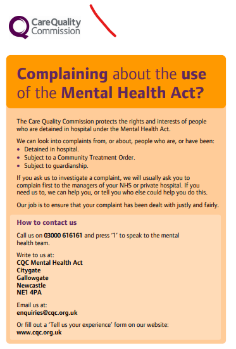 CareQuality
Commission
Complaining about the use
of the Mental Health Act?
The Care Quality Commission protects the rights and interests of people
who are detained in hospital under the Mental Health Act.
We can look into complaints from, or about, people who are, or have been:
• Detained in hospital.
• Subject to a Community Treatment Order.
• Subject to guardianship.
If you ask us to investigate a complaint, we will usually ask you to
complain first to the managers of your NHS or private hospital. If you
need us to, we can help you, or tell you who else could help you do this.
Our job is to ensure that your complaint has been dealt with justly and fairly.
How to contact us
Call us on 03000 616161 and press '1' to speak to the mental
health team.
Write to us at:
CQC Mental Health Act
Citygate
Gallowgate
Newcastle
NE1 4PA
Email us at:
enquiries@cqc.org.uk
Or fill out a 'Tell us your experience' form on our website:
www.cqc.org.uk